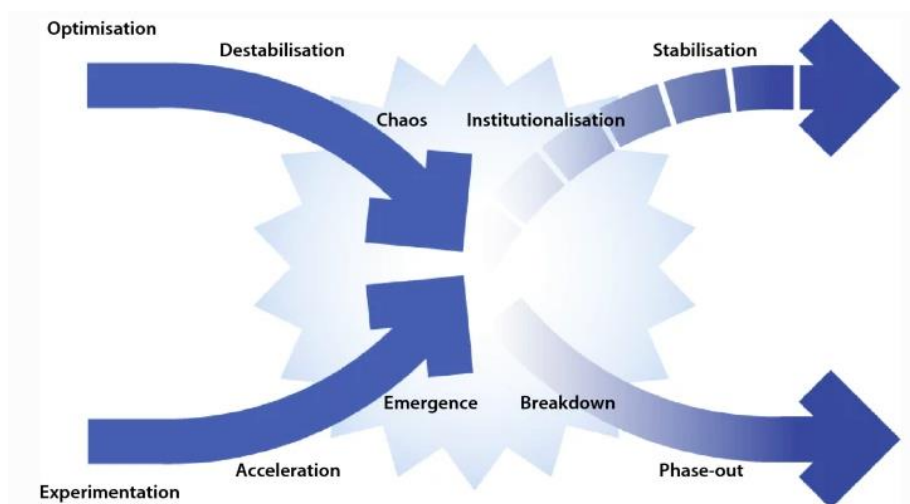 Optimisation
Destabilisation
Stabilisation
Chaos
Institutionalisation
Emergence
Breakdown
Acceleration
Phase-out
Experimentation